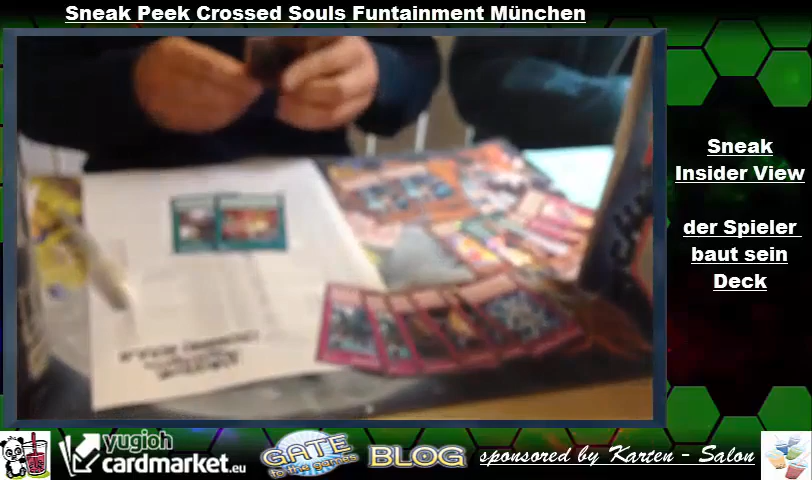 Sneak Peek Crossed Souls Funtainment München
Sneak
Insider View
der Spieler
baut sein
Deck
yugioh
cardmarket.eu
GATE
to the games
BLOG
sponsored by Karten - Salon